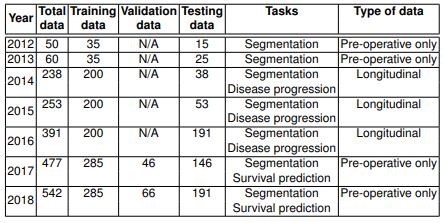 Year Total data Training data Validation data Testing data Tasks Type of data
2012 50 35 N/A 15 Segmentation Pre-operative only
2013 60 35 N/A 25 Segmentation Pre-operative only
2014 238 200 N/A 38 Segmentation Longitudinal
Disease progression
2015 253 200 N/A 53 Segmentation Longitudinal
Disease progression
2016 391 200 N/A 191 Segmentation Longitudinal
Disease progression
2017 477 285 46 146 Segmentation Pre-operative only
Survival prediction
2018 542 285 66 191 Segmentation Pre-operative only
Survival prediction